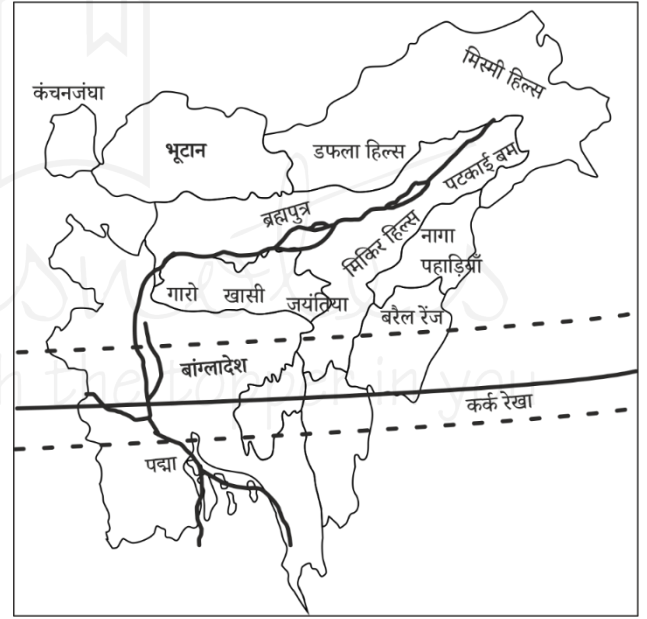 मिस्मी हिल्स
कंचनजंघा
भूटान
डफला हिल्स
पटकाई बम
ब्रह्मपुत्र
मिकिर हिल्स
नागा
पहाड़ियाँ
गारो खासी जयंतिया
बरैल रेंज
बांग्लादेश
कर्क रेखा
पद्मा